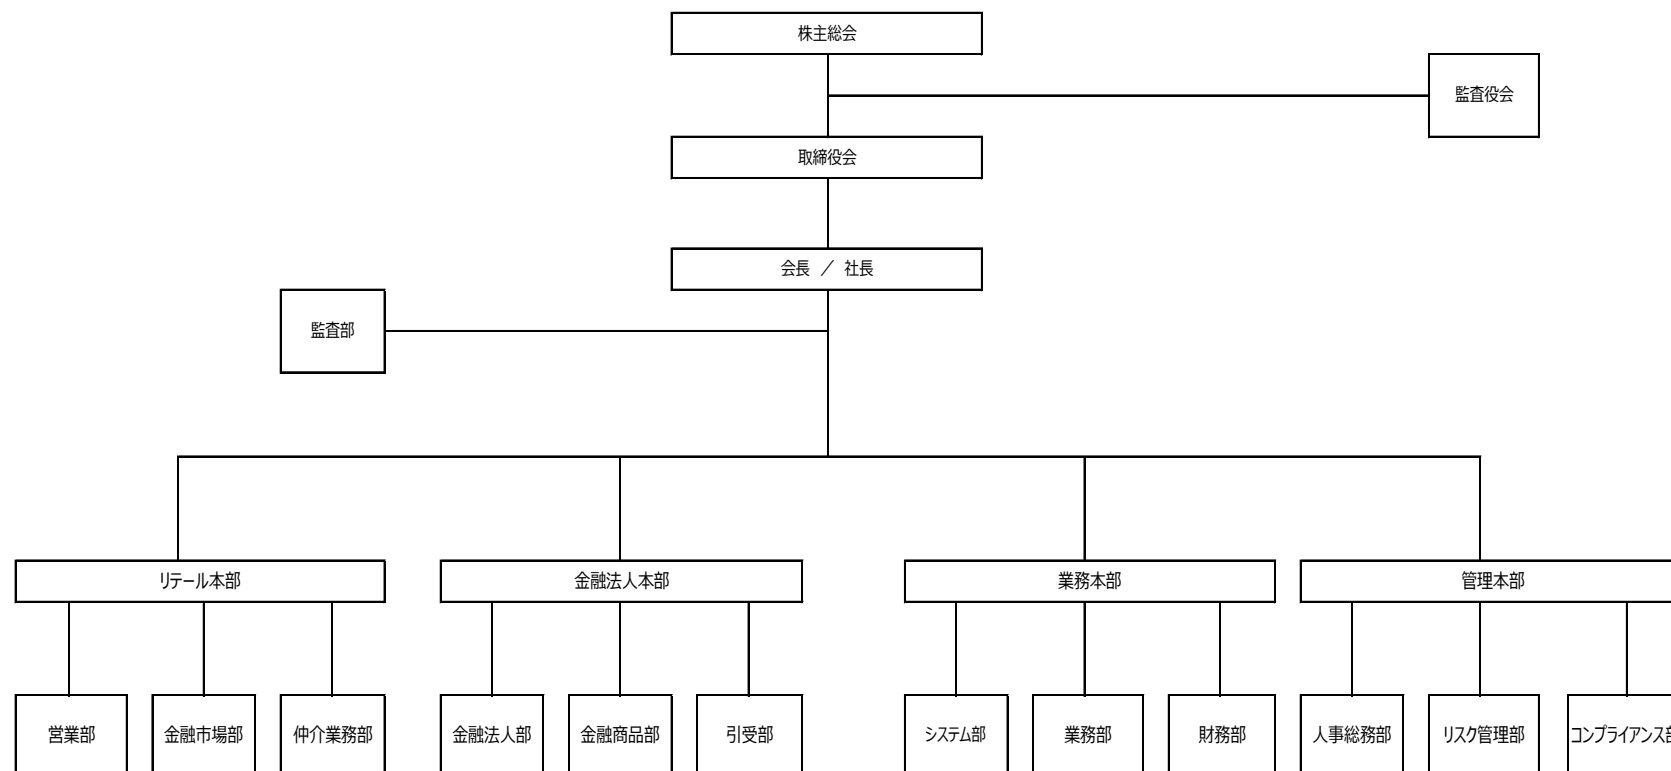 株主総会
監査役会
取締役会
会長 ／ 社長
監査部
リテール本部
金融法人本部
業務本部
管理本部
営業部
金融市場部
仲介業務部
金融法人部
金融商品部
引受部
システム部
業務部
財務部
人事総務部
リスク管理部
コンプライアンス部